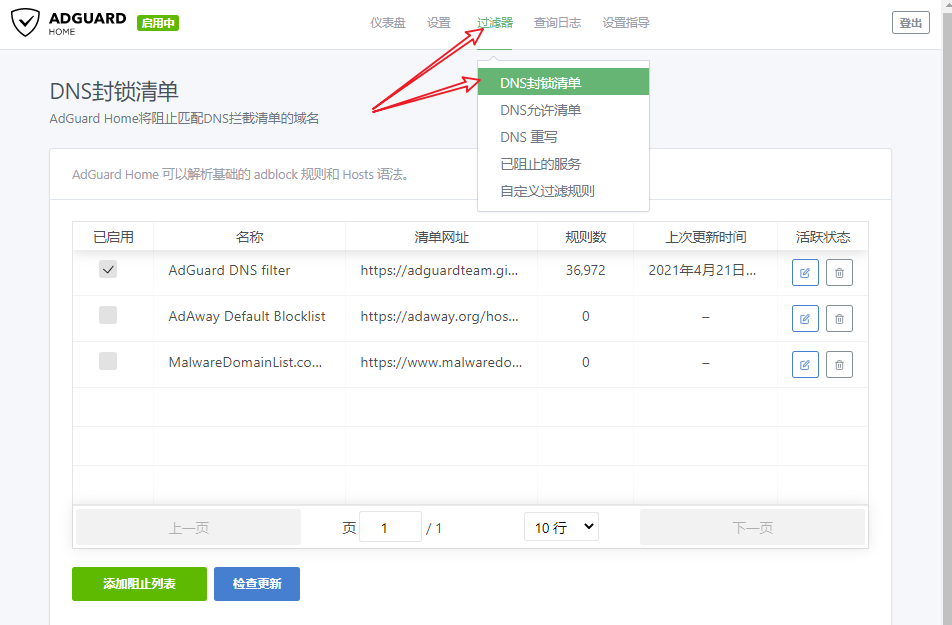 ADGUARD
HOME
启用中
仪表盘 设置 过滤器 查询日志 设置指导
登出
DNS封锁清单
DNS允许清单
DNS 重写
已阻止的服务
自定义过滤规则
DNS封锁清单
AdGuard Home将阻止匹配DNS拦截清单的域名
AdGuard Home 可以解析基础的 adblock 规则和 Hosts 语法。
已启用 名称 清单网址 规则数 上次更新时间 活跃状态
AdGuard DNS filter https://adguardteam.gi... 36,972 2021年4月21日...
AdAway Default Blocklist https://adaway.org/hos... 0 –
MalwareDomainList.co... https://www.malwaredo... 0 –
上一页 页 1 / 1 10 行 下一页
添加阻止列表 检查更新